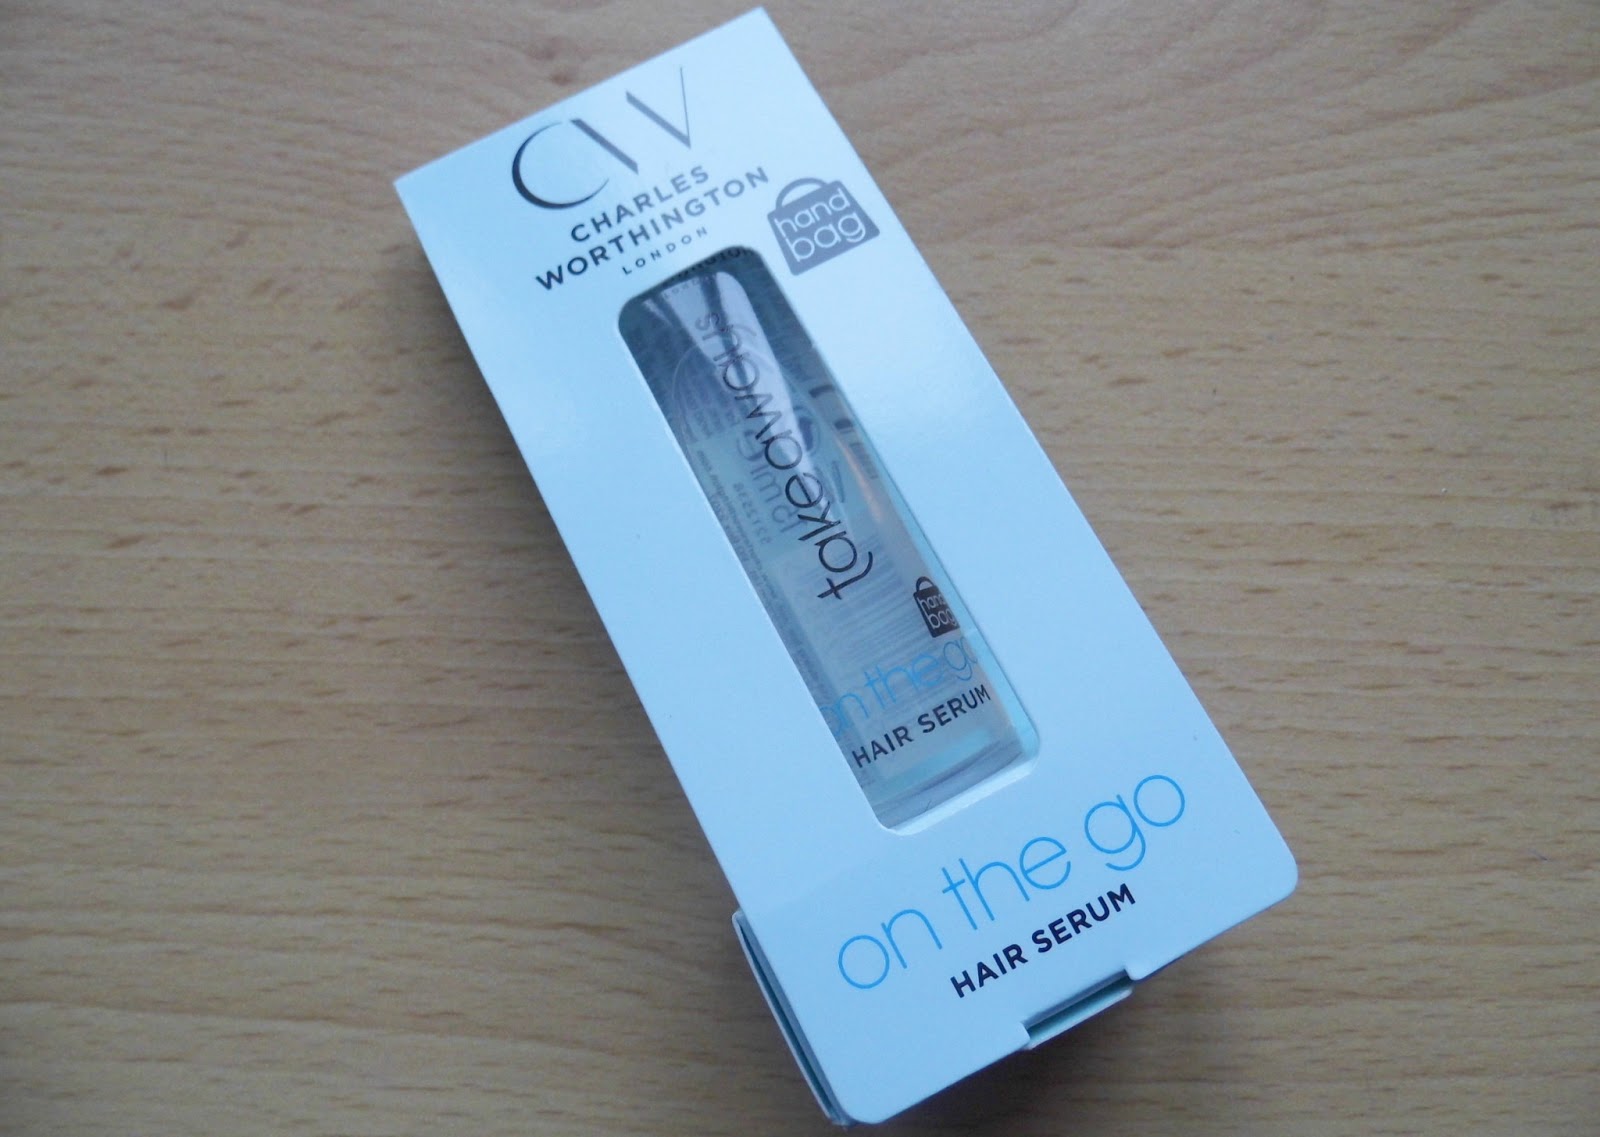 CW
CHARLES
WORTHINGTON
LONDON
hand
bag
takeaways
hand
bag
on the go
HAIR SERUM
on the go
HAIR SERUM